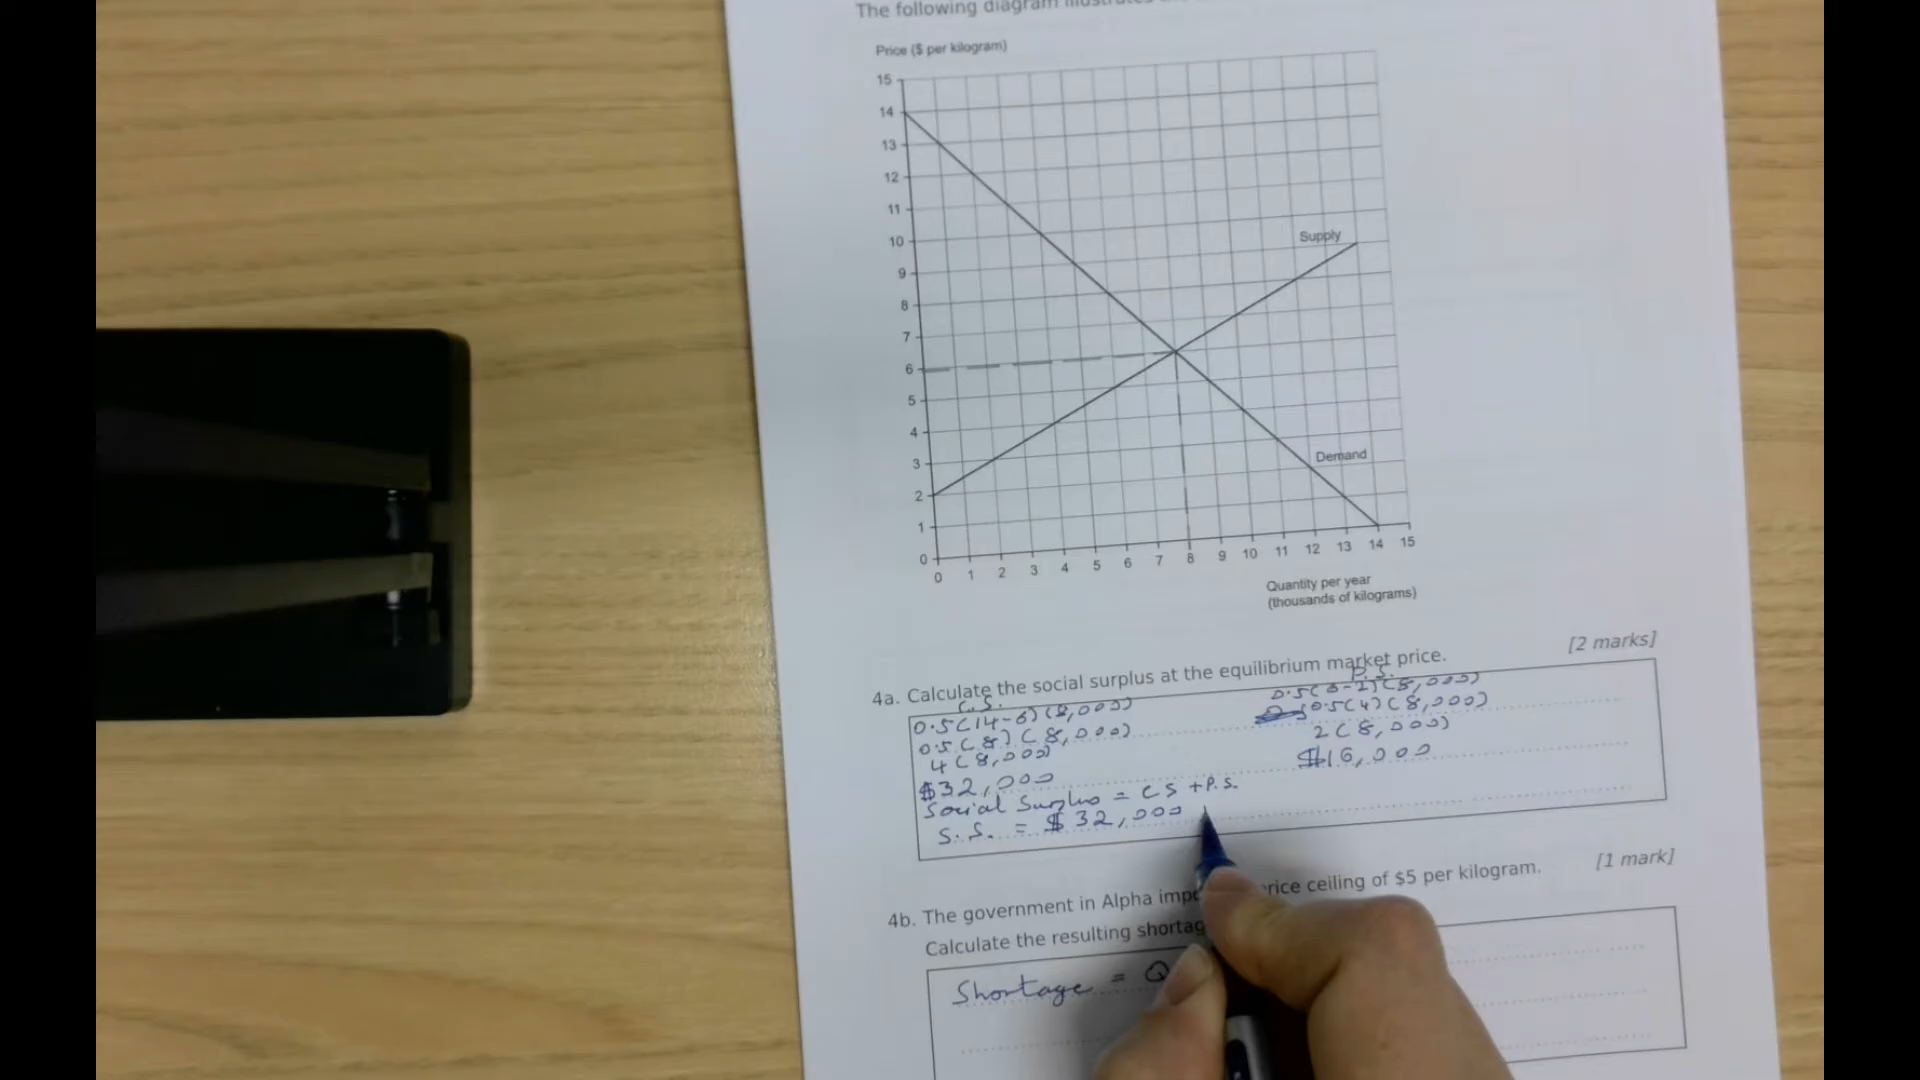 The following diagram illustrates
Price ($ per kilogram)
15
14
13
12
11
10
9
8
7
6
5
4
3
2
1
0
Supply
Demand
0 1 2 3 4 5 6 7 8 9 10 11 12 13 14 15
Quantity per year
(thousands of kilograms)
4a. Calculate the social surplus at the equilibrium market price.
[2 marks]
C.S.
0.5(14-6)(8,000)
0.5(8)(8,000)
4(8,000)
$32,000
P.S.
0.5(6-2)(8,000)
0.5(4)(8,000)
2(8,000)
$16,000
Social Surplus = CS + P.S.
S.S. = $32,000
4b. The government in Alpha rice ceiling of $5 per kilogram.
[1 mark]
Calculate the resulting
Shortage = Q